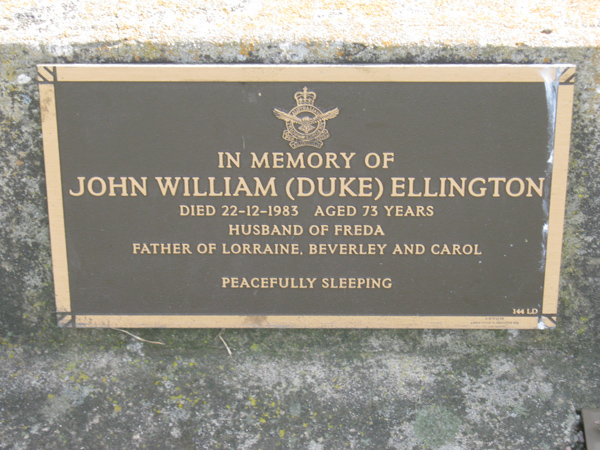 IN MEMORY OF
JOHN WILLIAM (DUKE) ELLINGTON
DIED 22-12-1983 AGED 73 YEARS
HUSBAND OF FREDA
FATHER OF LORRAINE, BEVERLEY AND CAROL
PEACEFULLY SLEEPING
144 LD